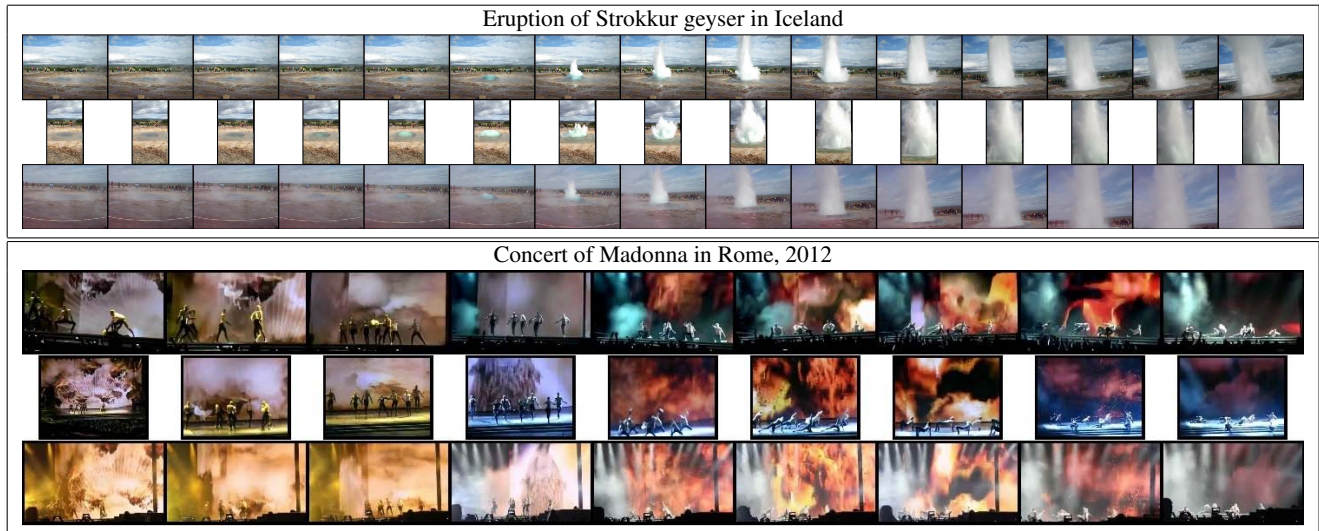 Eruption of Strokkur geyser in Iceland
Concert of Madonna in Rome, 2012